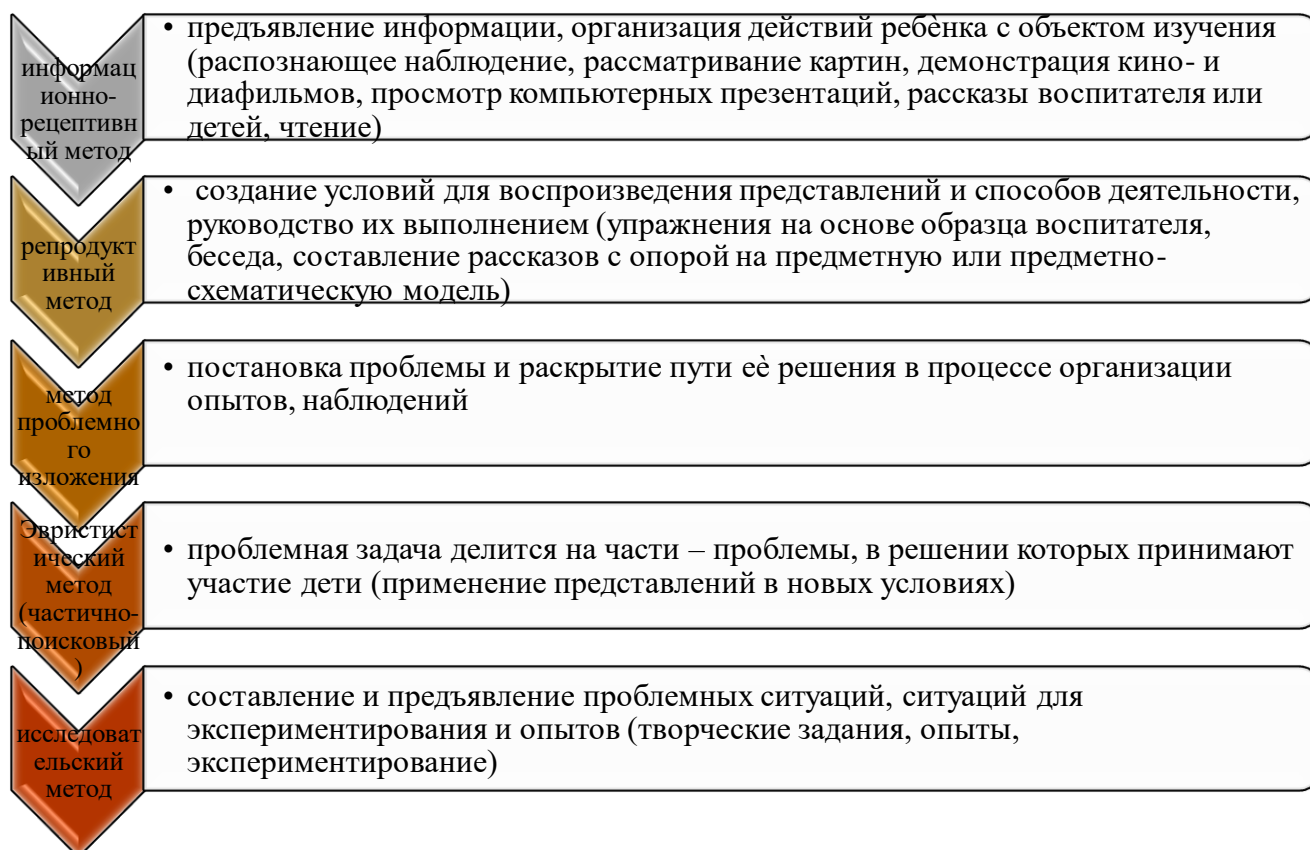 информац
ионно-
рецептивн
ый метод
• предъявление информации, организация действий ребѐнка с объектом изучения
(распознающее наблюдение, рассматривание картин, демонстрация кино- и
диафильмов, просмотр компьютерных презентаций, рассказы воспитателя или
детей, чтение)
репродукт
ивный
метод
• создание условий для воспроизведения представлений и способов деятельности,
руководство их выполнением (упражнения на основе образца воспитателя,
беседа, составление рассказов с опорой на предметную или предметно-
схематическую модель)
метод
проблемно
го
изложения
• постановка проблемы и раскрытие пути еѐ решения в процессе организации
опытов, наблюдений
Эвристист
ический
метод
(частично-
поисковый
)
• проблемная задача делится на части – проблемы, в решении которых принимают
участие дети (применение представлений в новых условиях)
исследоват
ельский
метод
• составление и предъявление проблемных ситуаций, ситуаций для
экспериментирования и опытов (творческие задания, опыты,
экспериментирование)